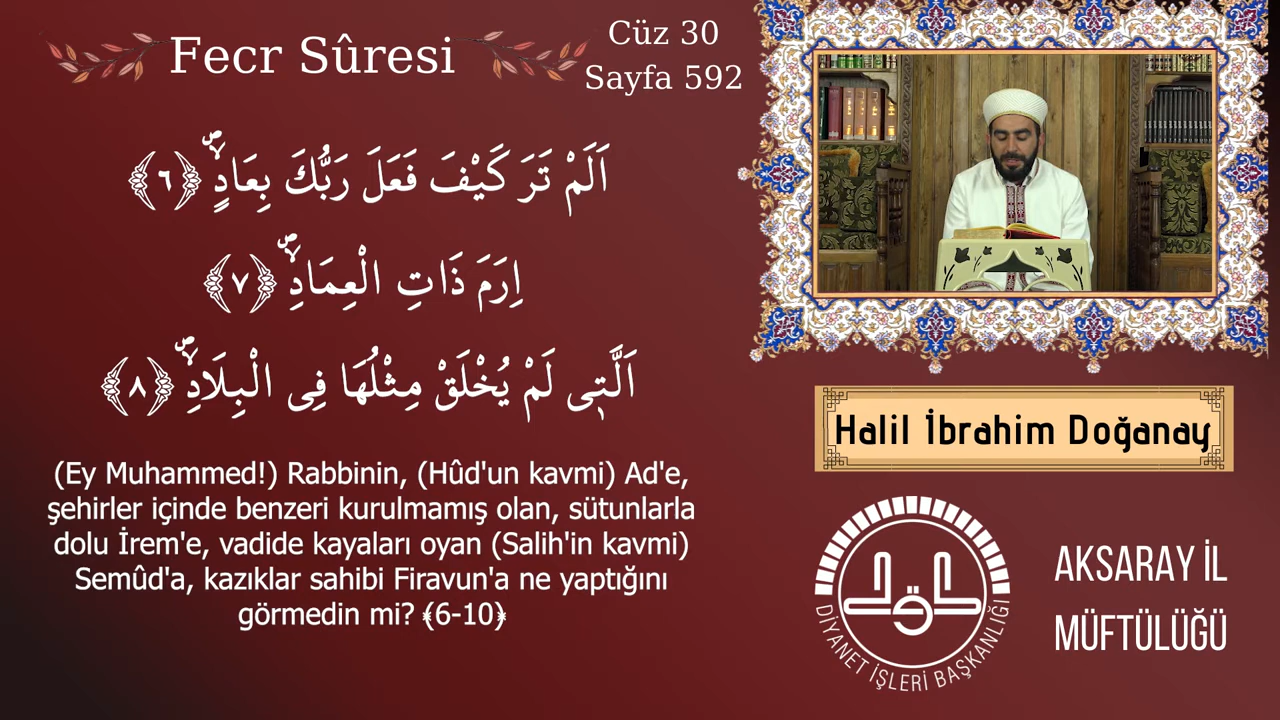 Fecr Sûresi
Cüz 30
Sayfa 592
اَلَمْ تَرَ كَيْفَ فَعَلَ رَبُّكَ بِعَادٍۖ ﴿٦﴾
اِرَمَ ذَاتِ الْعِمَادِۖ ﴿٧﴾
اَلَّت۪ى لَمْ يُخْلَقْ مِثْلُهَا فِى الْبِلَادِۖ ﴿٨﴾
(Ey Muhammed!) Rabbinin, (Hûd'un kavmi) Ad'e,
şehirler içinde benzeri kurulmamış olan, sütunlarla
dolu İrem'e, vadide kayaları oyan (Salih'in kavmi)
Semûd'a, kazıklar sahibi Firavun'a ne yaptığını
görmedin mi? ﴾6-10﴿
Halil İbrahim Doğanay
DİYANET İŞLERİ BAŞKANLIĞI
AKSARAY İL
MÜFTÜLÜĞÜ